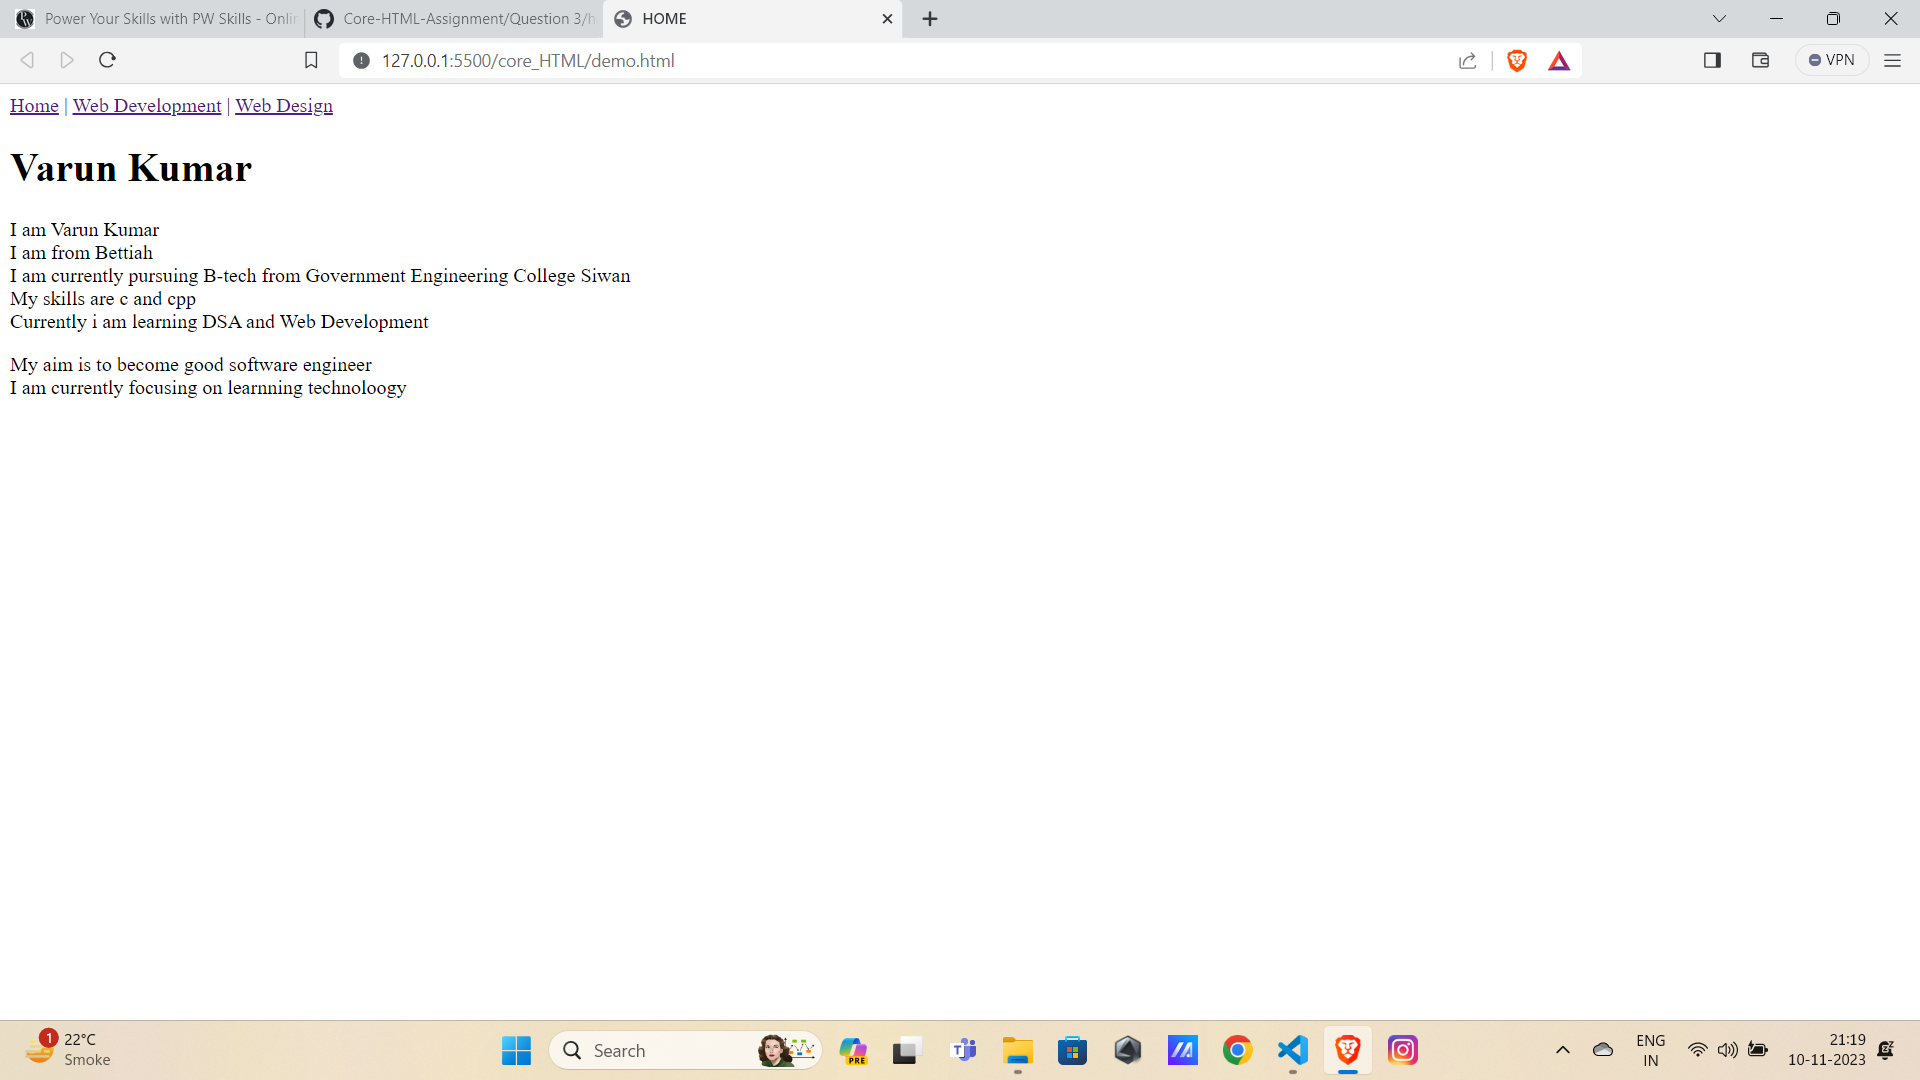 Power Your Skills with PW Skills - Onlin
Core-HTML-Assignment/Question 3/h
HOME
127.0.0.1:5500/core_HTML/demo.html
VPN
Home | Web Development | Web Design
Varun Kumar
I am Varun Kumar
I am from Bettiah
I am currently pursuing B-tech from Government Engineering College Siwan
My skills are c and cpp
Currently i am learning DSA and Web Development
My aim is to become good software engineer
I am currently focusing on learnning technoloogy
1
22°C
Smoke
Search
PRE
ENG
IN
21:19
10-11-2023